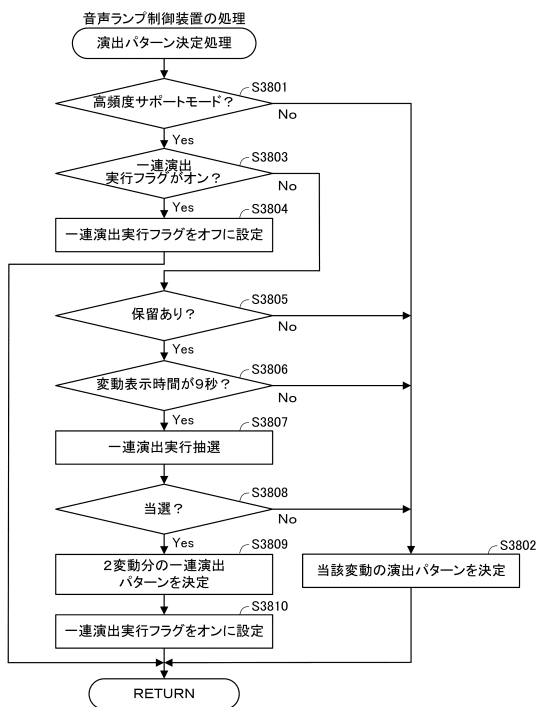 音声ランプ制御装置の処理
演出パターン決定処理
S3801
高頻度サポートモード?
No
Yes
S3803
一連演出
実行フラグがオン?
No
Yes
S3804
一連演出実行フラグをオフに設定
S3805
保留あり?
No
Yes
S3806
変動表示時間が9秒?
No
Yes
S3807
一連演出実行抽選
S3808
当選?
No
Yes
S3809
2変動分の一連演出
パターンを決定
S3802
当該変動の演出パターンを決定
S3810
一連演出実行フラグをオンに設定
RETURN